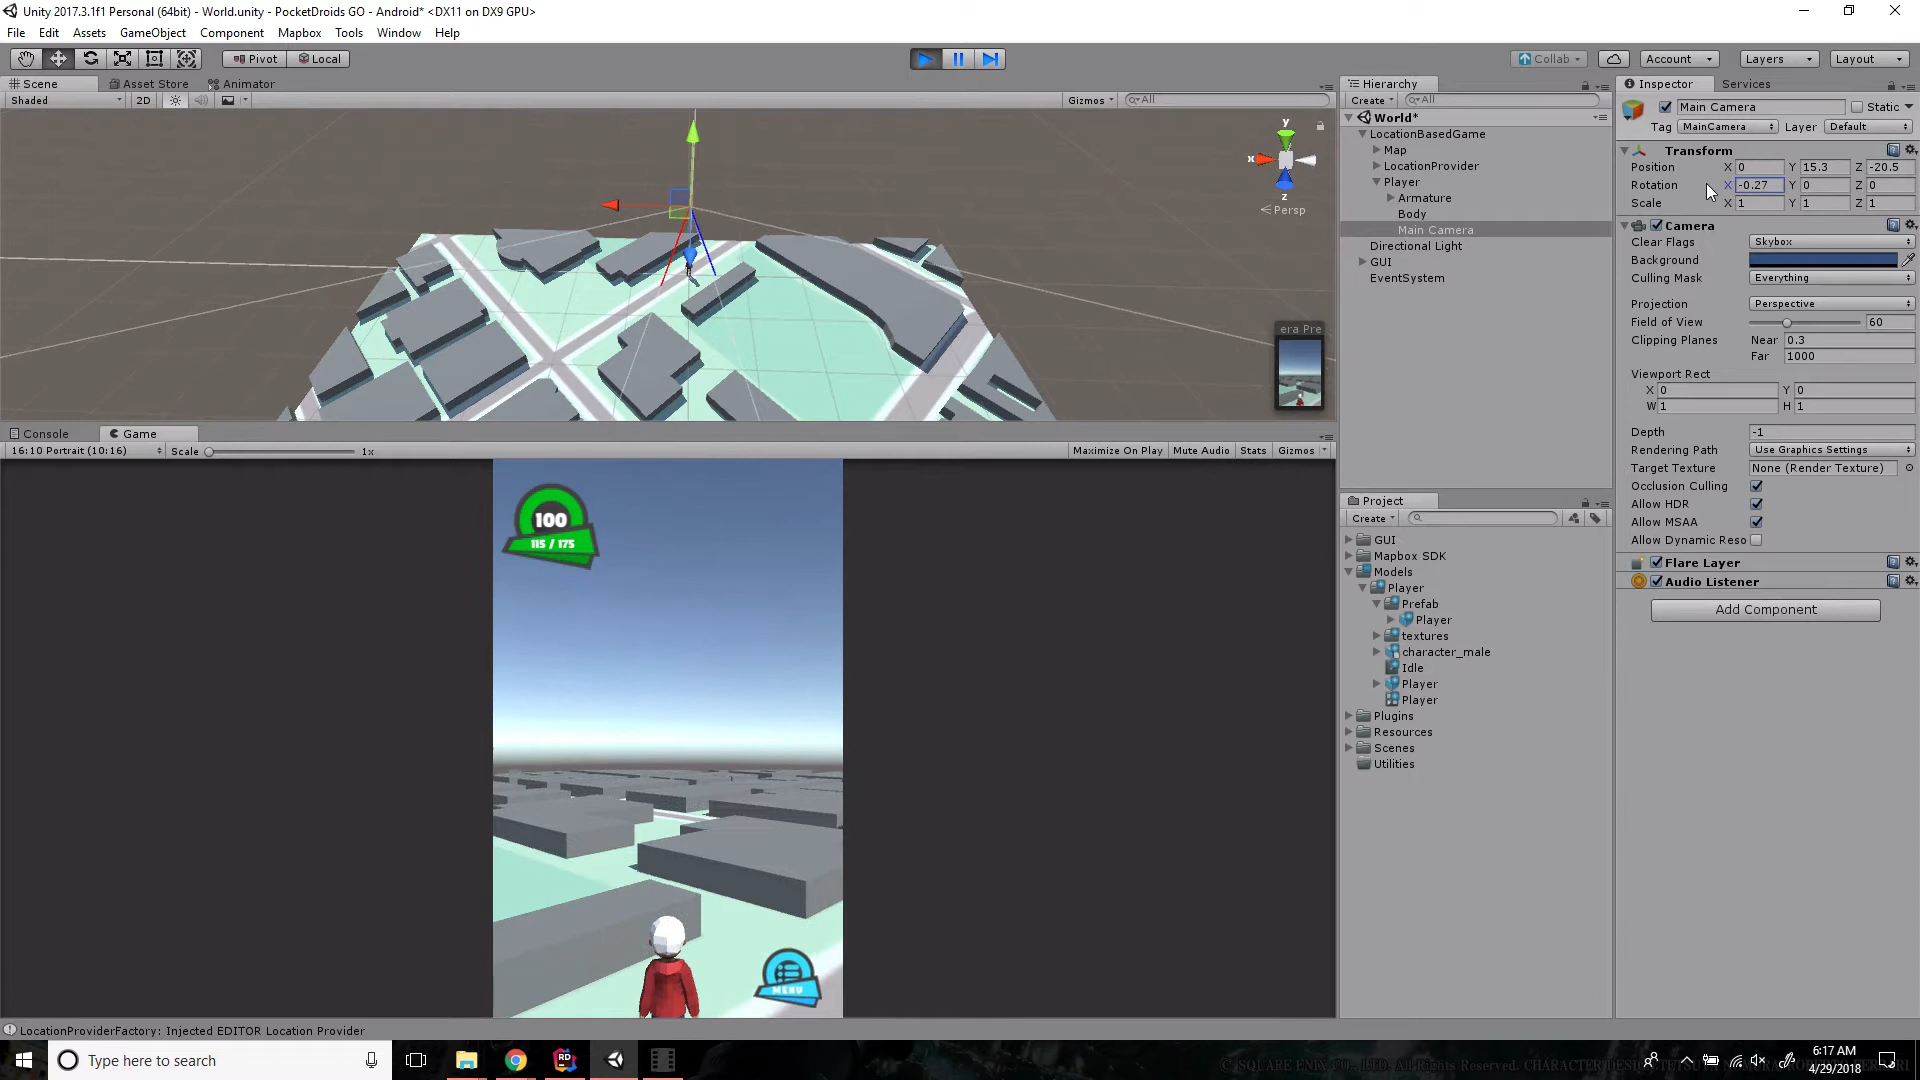 Unity 2017.3.1f1 Personal (64bit) - World.unity - PocketDroids GO - Android* <DX11 on DX9 GPU>
File Edit Assets GameObject Component Mapbox Tools Window Help
Pivot Local Collab Account Layers Layout
Scene Asset Store Animator
Shaded 2D Gizmos All
y
x
z
Persp
era Pre
Console Game
16:10 Portrait (10:16) Scale 1x Maximize On Play Mute Audio Stats Gizmos
100
115 / 175
MENU
Hierarchy
Create All
World*
LocationBasedGame
Map
LocationProvider
Player
Armature
Body
Main Camera
Directional Light
GUI
EventSystem
Project
Create
GUI
Mapbox SDK
Models
Player
Prefab
Player
textures
character_male
Idle
Player
Player
Plugins
Resources
Scenes
Utilities
Inspector Services
Main Camera Static
Tag MainCamera Layer Default
Transform
Position X 0 Y 15.3 Z -20.5
Rotation X -0.27 Y 0 Z 0
Scale X 1 Y 1 Z 1
Camera
Clear Flags Skybox
Background
Culling Mask Everything
Projection Perspective
Field of View 60
Clipping Planes Near 0.3
Far 1000
Viewport Rect
X 0 Y 0
W 1 H 1
Depth -1
Rendering Path Use Graphics Settings
Target Texture None (Render Texture)
Occlusion Culling
Allow HDR
Allow MSAA
Allow Dynamic Reso
Flare Layer
Audio Listener
Add Component
LocationProviderFactory: Injected EDITOR Location Provider
Type here to search
RD
6:17 AM
4/29/2018